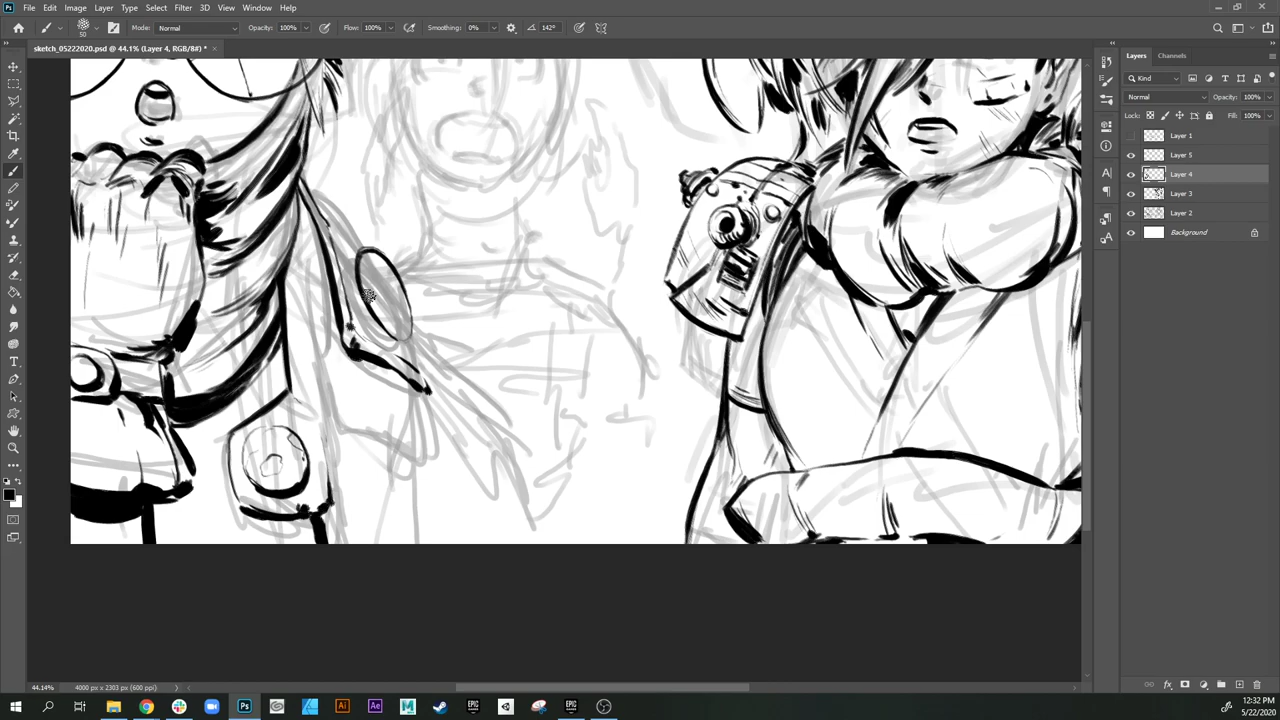 File Edit Image Layer Type Select Filter 3D View Window Help
50 Mode: Normal Opacity: 100% Flow: 100% Smoothing: 0% 142°
sketch_05222020.psd @ 44.1% (Layer 4, RGB/8#) *
Layers Channels
Kind
Normal Opacity: 100%
Lock: Fill: 100%
Layer 1
Layer 5
Layer 4
Layer 3
Layer 2
Background
44.14% 4000 px x 2303 px (600 ppi)
12:32 PM
5/22/2020